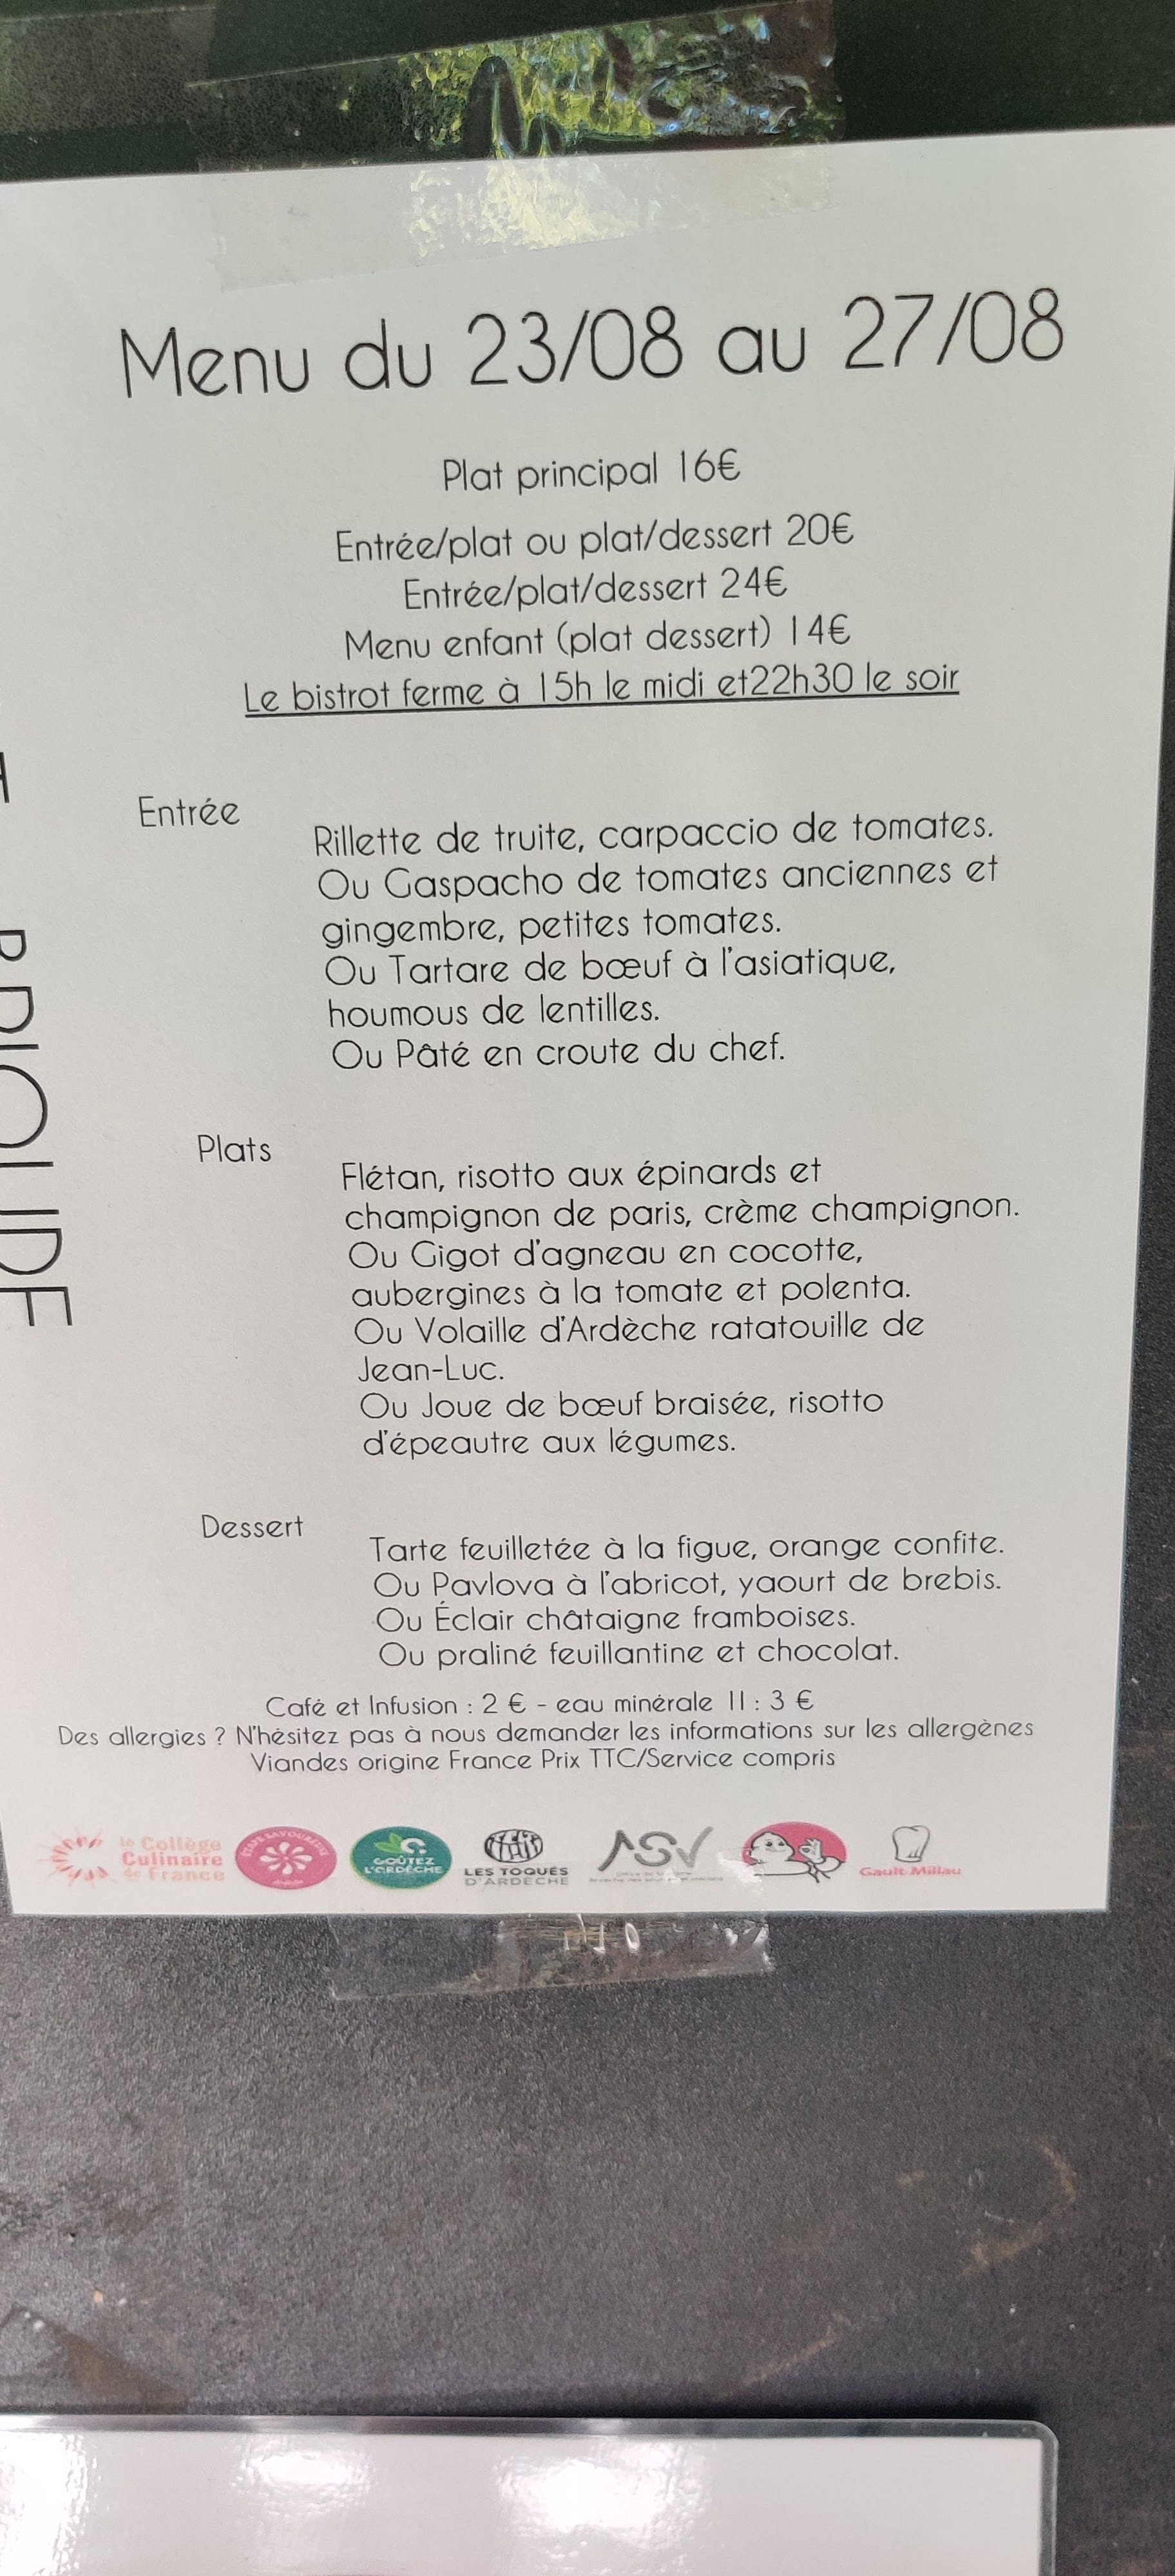 Menu du 23/08 au 27/08
Plat principal 16€
Entrée/plat ou plat/dessert 20€
Entrée/plat/dessert 24€
Menu enfant (plat dessert) 14€
Le bistrot ferme à 15h le midi et22h30 le soir
Entrée
Rillette de truite, carpaccio de tomates.
Ou Gaspacho de tomates anciennes et
gingembre, petites tomates.
Ou Tartare de bœuf à l'asiatique,
houmous de lentilles.
Ou Pâté en croute du chef.
Plats
Flétan, risotto aux épinards et
champignon de paris, crème champignon.
Ou Gigot d'agneau en cocotte,
aubergines à la tomate et polenta.
Ou Volaille d'Ardèche ratatouille de
Jean-Luc.
Ou Joue de bœuf braisée, risotto
d'épeautre aux légumes.
Dessert
Tarte feuilletée à la figue, orange confite.
Ou Pavlova à l'abricot, yaourt de brebis.
Ou Éclair châtaigne framboises.
Ou praliné feuillantine et chocolat.
Café et Infusion : 2 € - eau minérale 1l : 3 €
Des allergies ? N'hésitez pas à nous demander les informations sur les allergènes
Viandes origine France Prix TTC/Service compris
le Collège
Culinaire
de France
GOÛTEZ
L'ARDÈCHE
LES TOQUÉS
D'ARDÈCHE
ASV
Gault&Millau